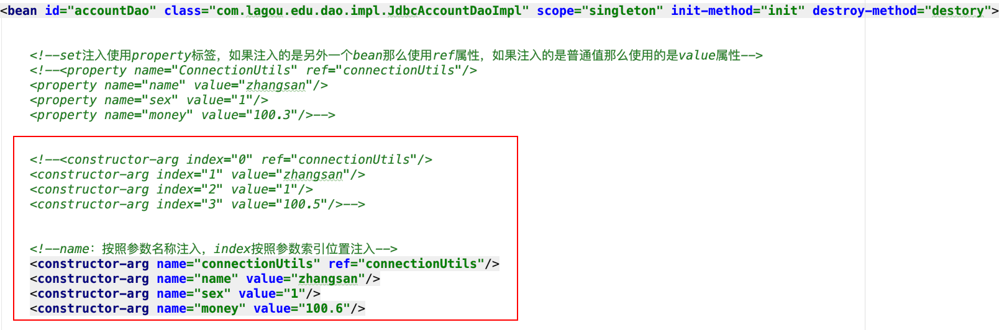 <bean id="accountDao" class="com.lagou.edu.dao.impl.JdbcAccountDaoImpl" scope="singleton" init-method="init" destroy-method="destory">
<!--set注入使用property标签，如果注入的是另外一个bean那么使用ref属性，如果注入的是普通值那么使用的是value属性-->
<!--<property name="ConnectionUtils" ref="connectionUtils"/>
<property name="name" value="zhangsan"/>
<property name="sex" value="1"/>
<property name="money" value="100.3"/>-->
<!--<constructor-arg index="0" ref="connectionUtils"/>
<constructor-arg index="1" value="zhangsan"/>
<constructor-arg index="2" value="1"/>
<constructor-arg index="3" value="100.5"/>-->
<!--name：按照参数名称注入，index按照参数索引位置注入-->
<constructor-arg name="connectionUtils" ref="connectionUtils"/>
<constructor-arg name="name" value="zhangsan"/>
<constructor-arg name="sex" value="1"/>
<constructor-arg name="money" value="100.6"/>